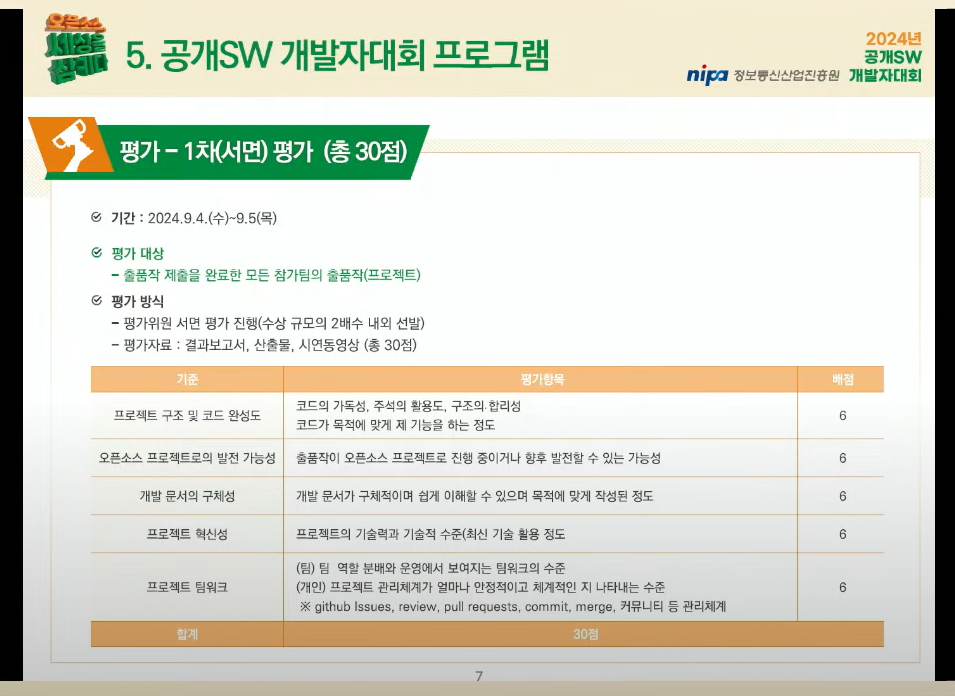 오픈소스
세상을
살리다
5. 공개SW 개발자대회 프로그램
nipa 정보통신산업진흥원
2024년
공개SW
개발자대회
평가 – 1차(서면) 평가 (총 30점)
기간 : 2024.9.4.(수)~9.5(목)
평가 대상
– 출품작 제출을 완료한 모든 참가팀의 출품작(프로젝트)
평가 방식
– 평가위원 서면 평가 진행(수상 규모의 2배수 내외 선발)
– 평가자료 : 결과보고서, 산출물, 시연동영상 (총 30점)
기준 평가항목 배점
프로젝트 구조 및 코드 완성도 코드의 가독성, 주석의 활용도, 구조의·합리성 6
코드가 목적에 맞게 제 기능을 하는 정도
오픈소스 프로젝트로의 발전 가능성 출품작이 오픈소스 프로젝트로 진행 중이거나 향후 발전할 수 있는 가능성 6
개발 문서의 구체성 개발 문서가 구체적이며 쉽게 이해할 수 있으며 목적에 맞게 작성된 정도 6
프로젝트 혁신성 프로젝트의 기술력과 기술적 수준(최신 기술 활용 정도 6
프로젝트 팀워크 (팀) 팀 역할 분배와 운영에서 보여지는 팀워크의 수준 6
(개인) 프로젝트 관리체계가 얼마나 안정적이고 체계적인 지 나타내는 수준
※ github Issues, review, pull requests, commit, merge, 커뮤니티 등 관리체계
합계 30점
7